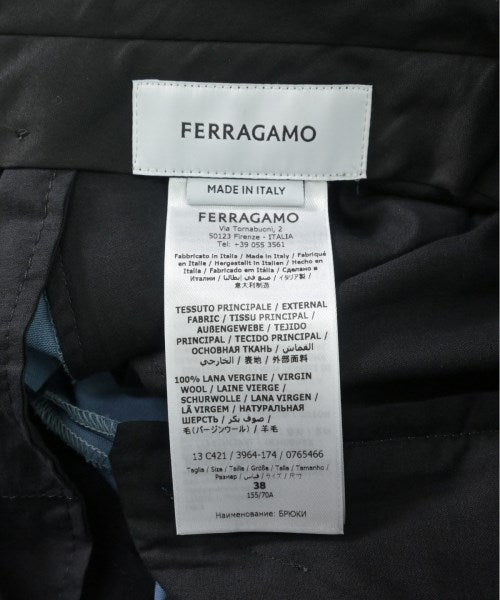 FERRAGAMO
MADE IN ITALY
FERRAGAMO
Via Tornabuoni, 2
50123 Firenze - ITALIA
Tel: +39 055 3561
Fabbricato in Italia / Made in Italy / Fabriqué
en Italie / Hergestellt in Italien / Hecho en
Italia / Fabricado em Itália / Сделано в
Италии / صنع في إيطاليا / イタリア製 /
意大利制造
TESSUTO PRINCIPALE / EXTERNAL
FABRIC / TISSU PRINCIPAL /
AUßENGEWEBE / TEJIDO
PRINCIPAL / TECIDO PRINCIPAL /
ОСНОВНАЯ ТКАНЬ / القماش
الخارجي / 表地 / 外部面料
100% LANA VERGINE / VIRGIN
WOOL / LAINE VIERGE /
SCHURWOLLE / LANA VIRGEN /
LÃ VIRGEM / НАТУРАЛЬНАЯ
ШЕРСТЬ / صوف بكر /
毛(バージンウール) / 羊毛
13 C421 / 3964-174 / 0765466
Taglia / Size / Taille / Größe / Talla / Tamanho /
Размер / قياس / サイズ / 尺寸
38
155/70A
Наименование: БРЮКИ